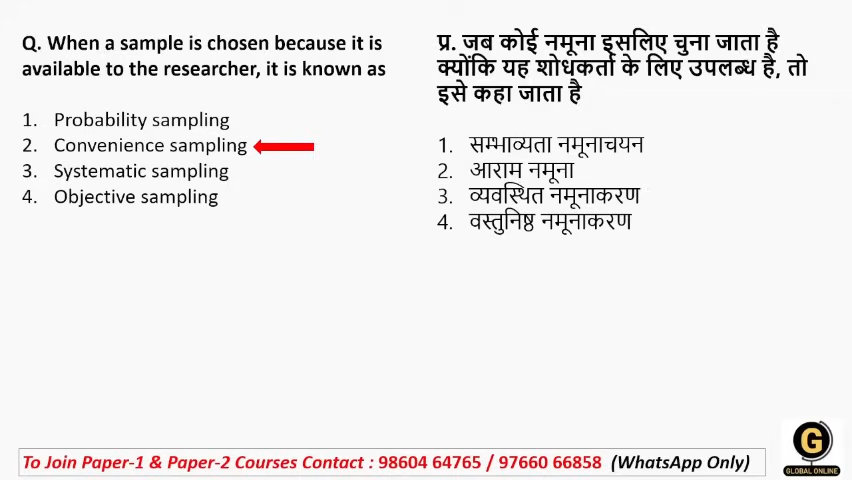 Q. When a sample is chosen because it is
available to the researcher, it is known as
1. Probability sampling
2. Convenience sampling
3. Systematic sampling
4. Objective sampling
प्र. जब कोई नमूना इसलिए चुना जाता है
क्योंकि यह शोधकर्ता के लिए उपलब्ध है, तो
इसे कहा जाता है
1. सम्भाव्यता नमूनाचयन
2. आराम नमूना
3. व्यवस्थित नमूनाकरण
4. वस्तुनिष्ठ नमूनाकरण
G
GLOBAL ONLINE
To Join Paper-1 & Paper-2 Courses Contact : 98604 64765 / 97660 66858 (WhatsApp Only)